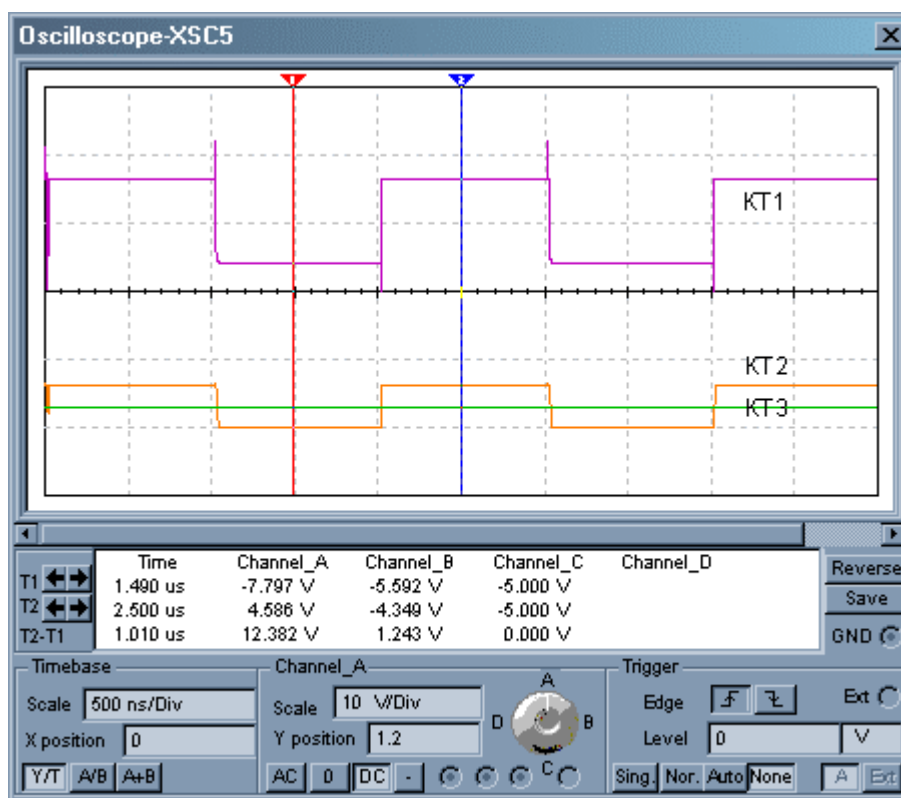 Oscilloscope-XSC5
1
2
KT1
KT2
KT3
Time Channel_A Channel_B Channel_C Channel_D
T1 1.490 us -7.797 V -5.592 V -5.000 V
T2 2.500 us 4.586 V -4.349 V -5.000 V
T2-T1 1.010 us 12.382 V 1.243 V 0.000 V
Reverse
Save
GND
Timebase
Scale 500 ns/Div
X position 0
Y/T A/B A+B
Channel_A
Scale 10 V/Div
Y position 1.2
AC 0 DC -
A
B
C
D
Trigger
Edge Ext
Level 0 V
Sing. Nor. Auto None A Ext